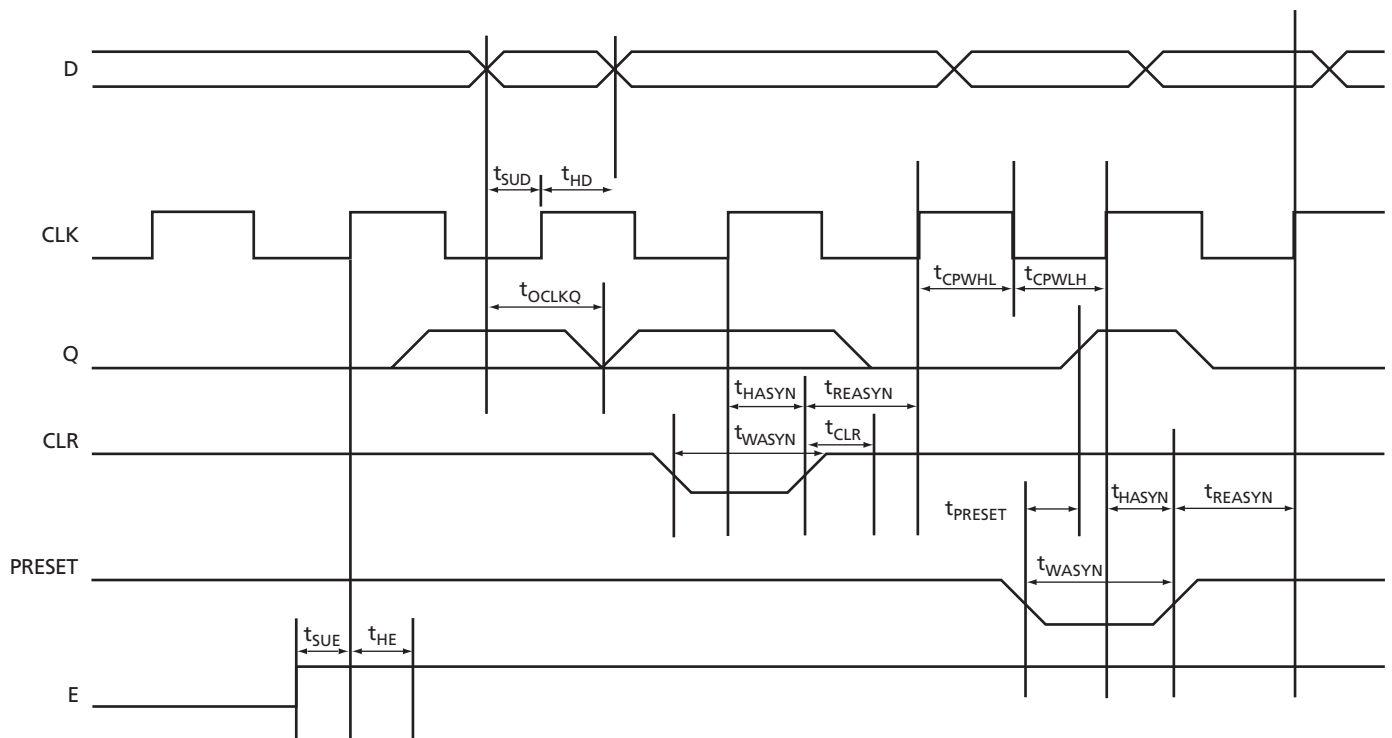 D
tSUD tHD
CLK
tCPWHL tCPWLH
tOCLKQ
Q
tHASYN tREASYN
tWASYN tCLR
CLR
tPRESET tHASYN tREASYN
PRESET
tWASYN
tSUE tHE
E